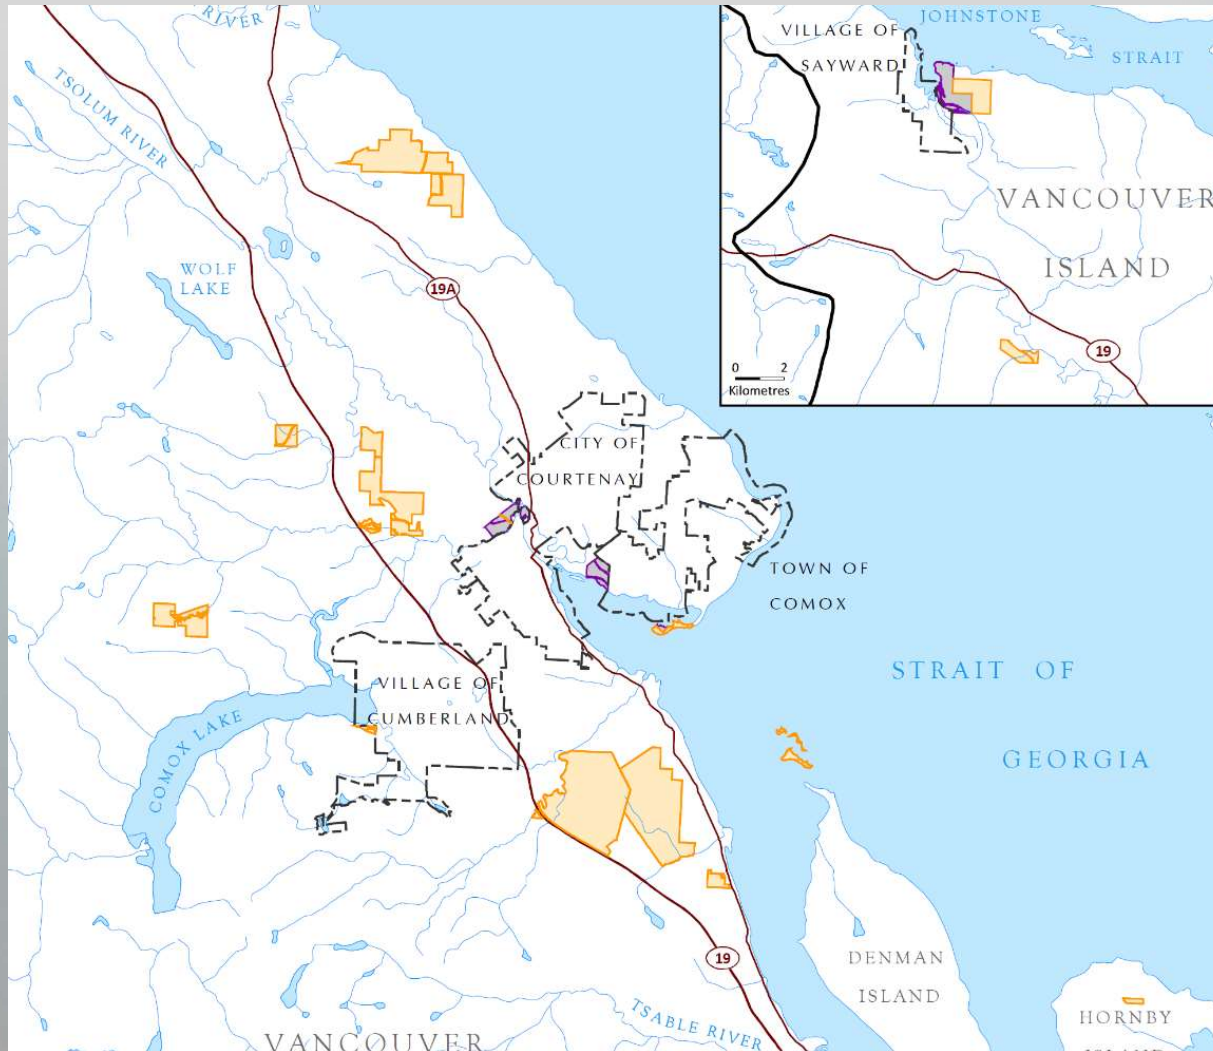 RIVER
TSOLUM RIVER
WOLF
LAKE
19A
CITY OF
COURTENAY
TOWN OF
COMOX
VILLAGE OF
CUMBERLAND
COMOX LAKE
STRAIT OF
GEORGIA
19
DENMAN
ISLAND
HORNBY
ISLAND
TSABLE RIVER
VANCOUVER
JOHNSTONE
STRAIT
VILLAGE OF
SAYWARD
VANCOUVER
ISLAND
19
0 2
Kilometres